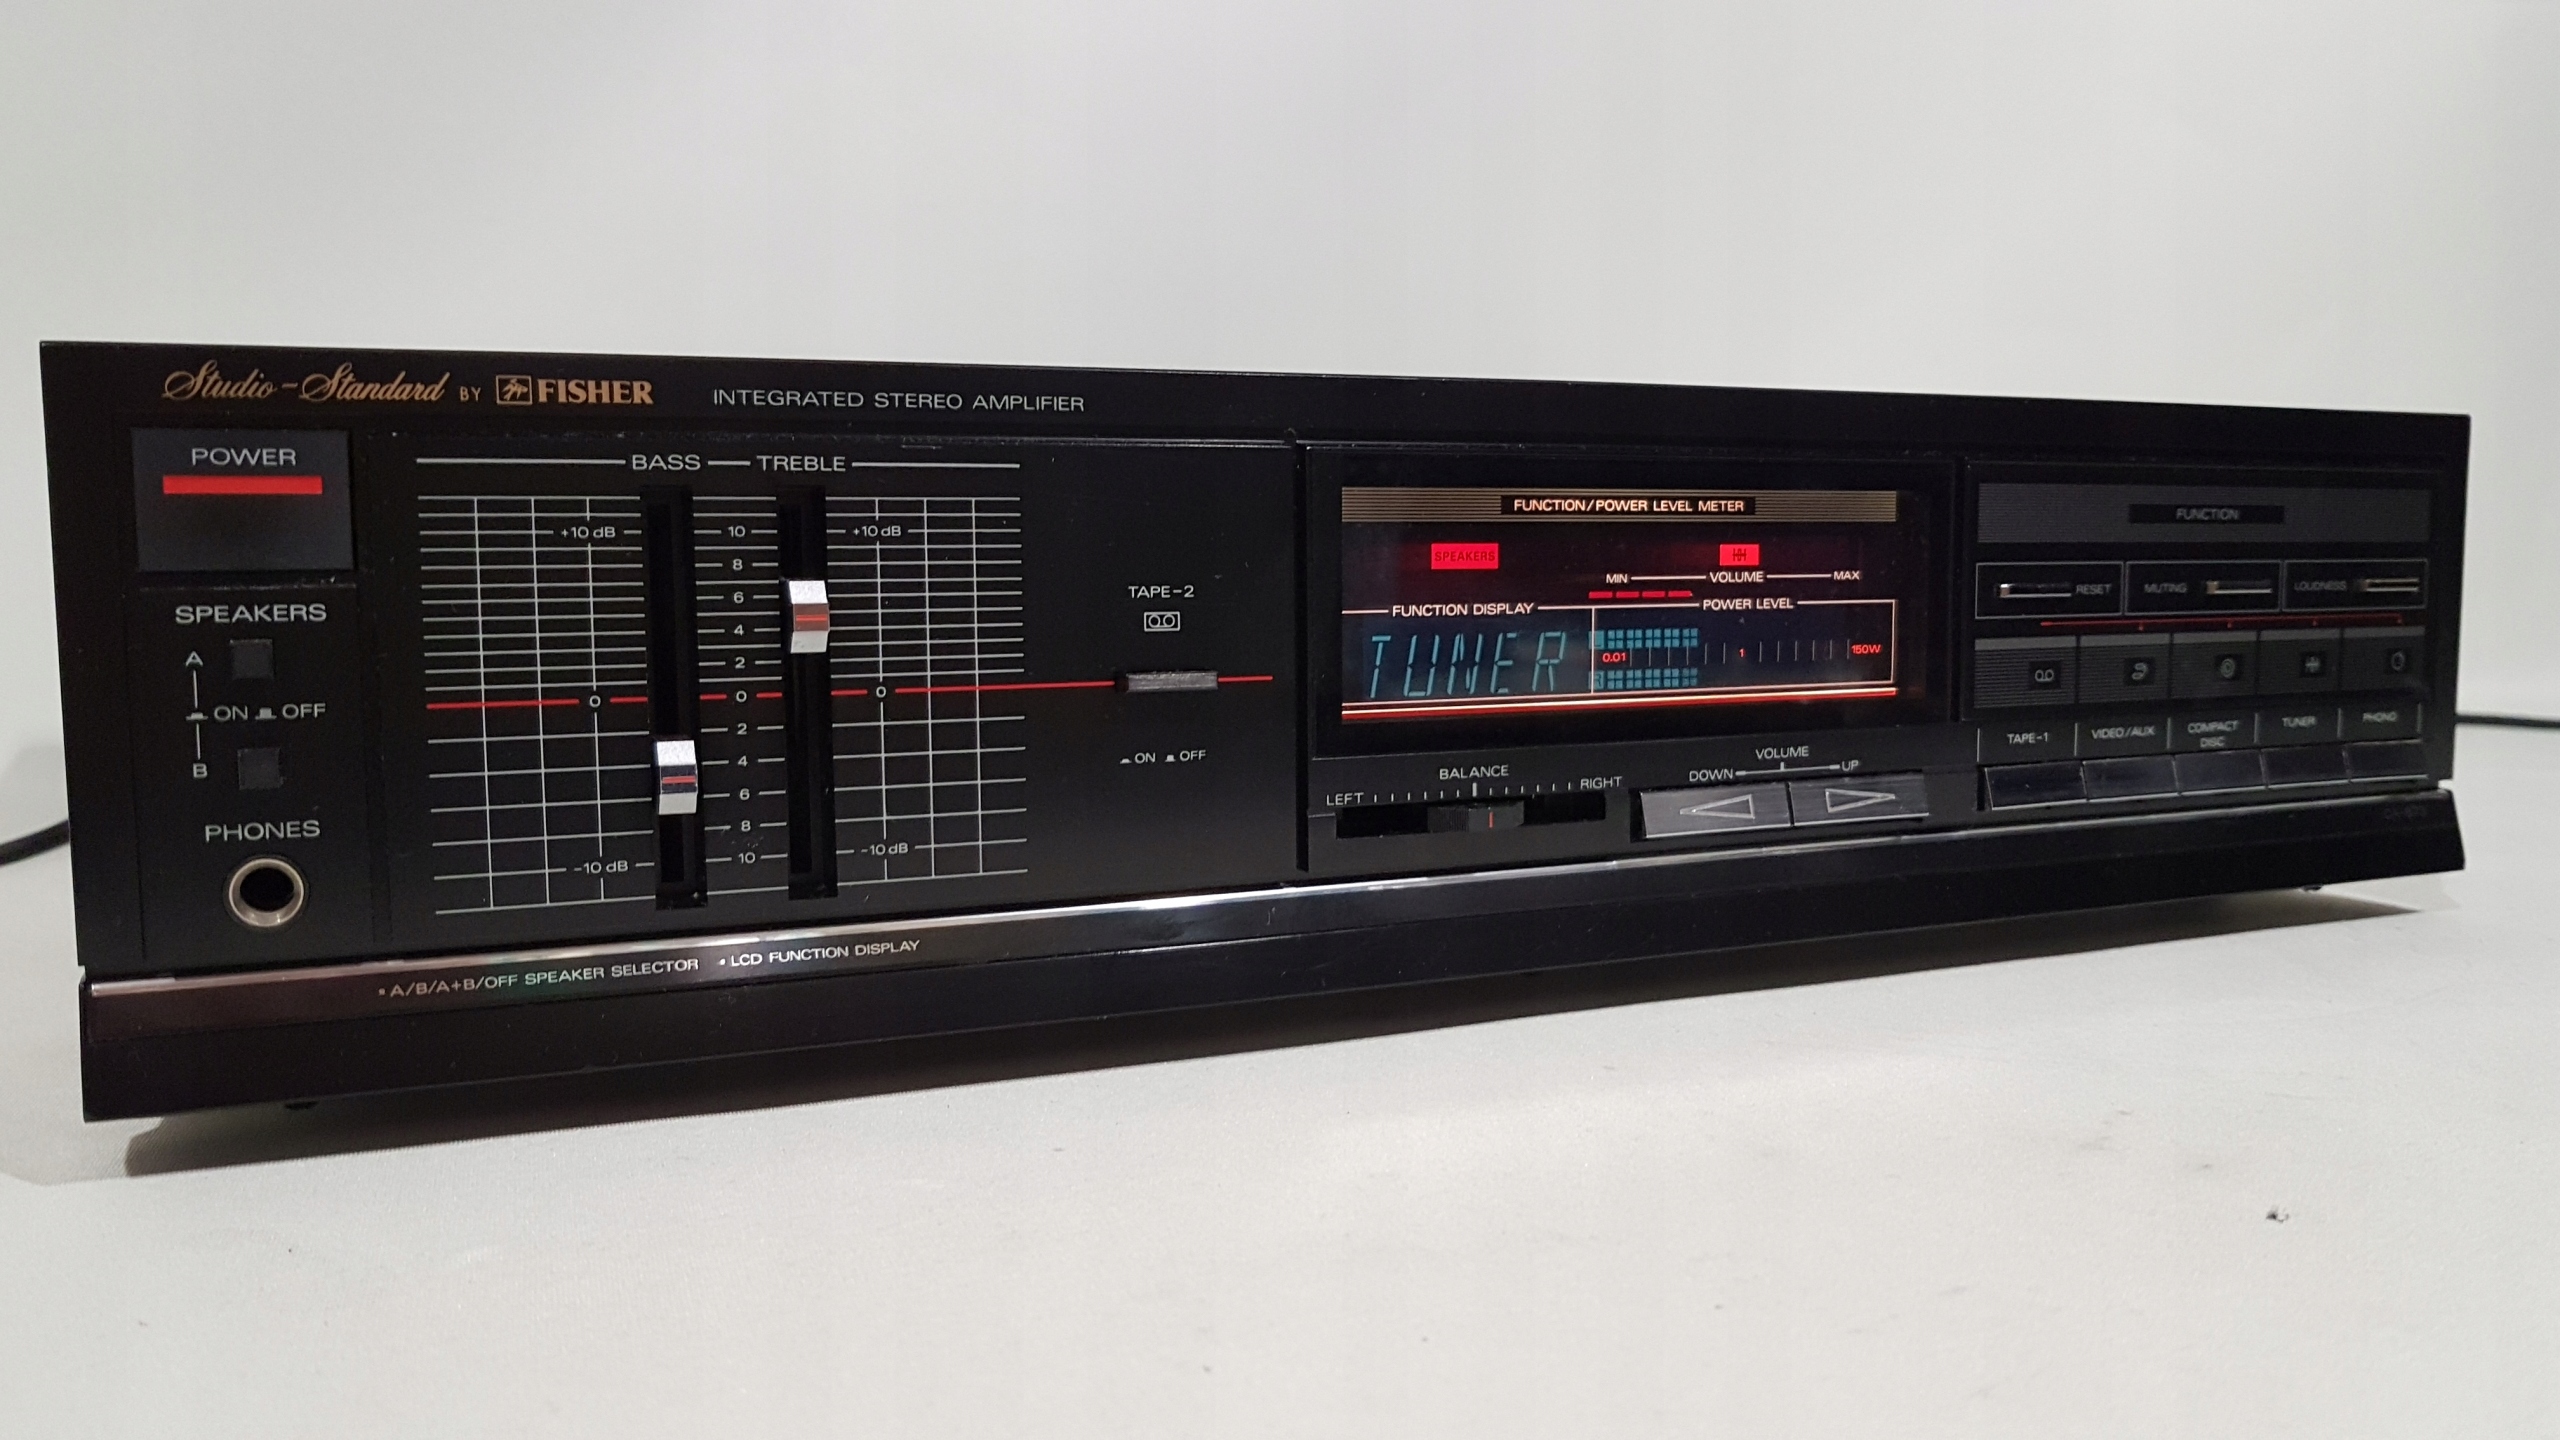 Studio-Standard BY FISHER INTEGRATED STEREO AMPLIFIER
POWER
SPEAKERS
A
ON OFF
B
PHONES
BASS TREBLE
+10 dB 10 +10 dB
8
6
4
2
0 0 0
2
4
6
8
-10 dB 10 -10 dB
TAPE-2
ON OFF
FUNCTION/POWER LEVEL METER
SPEAKERS
MIN VOLUME MAX
FUNCTION DISPLAY POWER LEVEL
TUNER
0.01 1 150W
BALANCE
LEFT RIGHT
VOLUME
DOWN UP
FUNCTION
RESET MUTING LOUDNESS
TAPE-1 VIDEO/AUX COMPACT DISC TUNER PHONO
• A/B/A+B/OFF SPEAKER SELECTOR • LCD FUNCTION DISPLAY